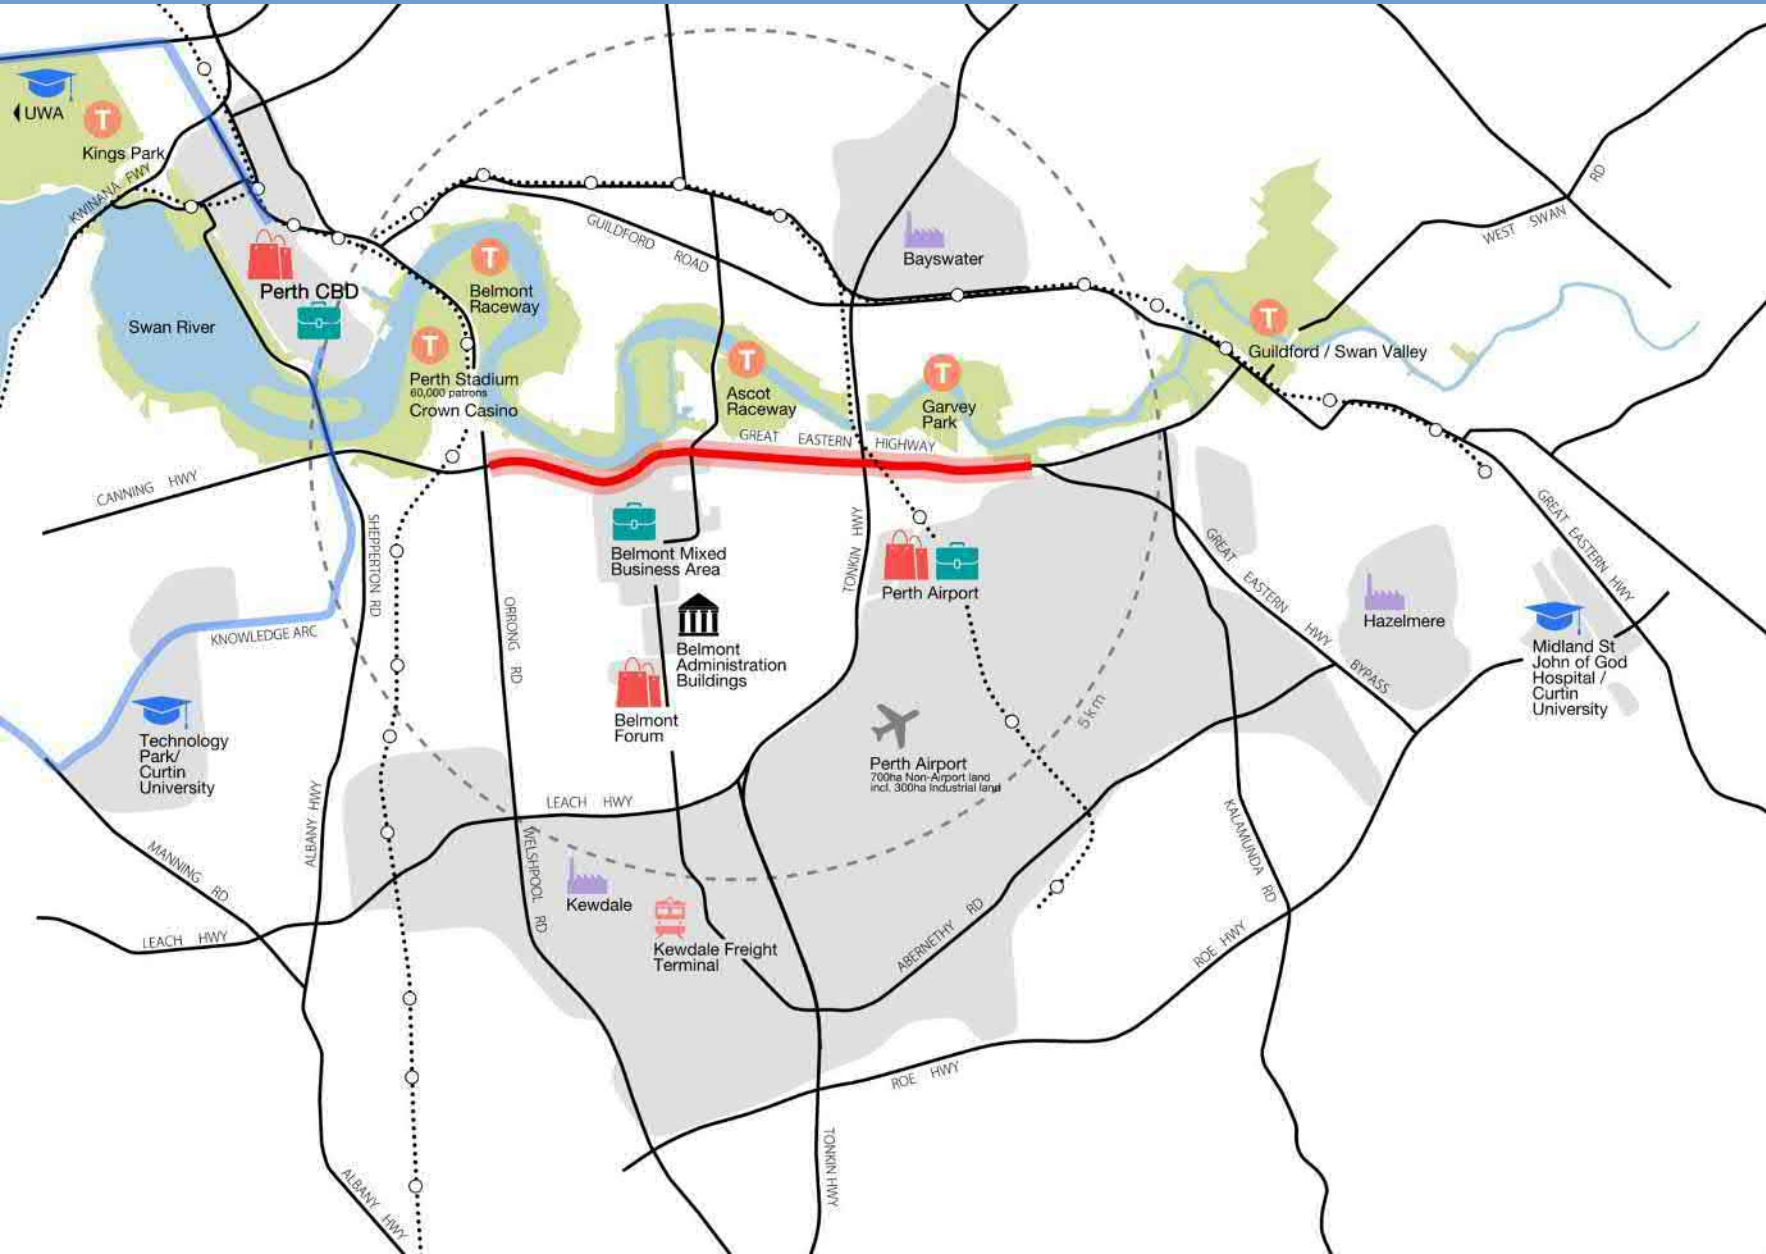 UWA
T
Kings Park
KWINANA FWY
Perth CBD
Swan River
T
Belmont
Raceway
T
Perth Stadium
60,000 patrons
Crown Casino
GUILDFORD ROAD
Bayswater
WEST SWAN
RD
T
Guildford / Swan Valley
T
Ascot
Raceway
T
Garvey
Park
GREAT EASTERN HIGHWAY
CANNING HWY
SHEPPERTON RD
KNOWLEDGE ARC
Technology
Park/
Curtin
University
ORRONG RD
Belmont Mixed
Business Area
Belmont
Administration
Buildings
Belmont
Forum
TONKIN HWY
Perth Airport
Perth Airport
700ha Non-Airport land
incl. 300ha Industrial land
5km
GREAT EASTERN HWY BYPASS
Hazelmere
GREAT EASTERN HWY
Midland St
John of God
Hospital /
Curtin
University
LEACH HWY
ALBANY HWY
MANNING RD
LEACH HWY
WELSHPOOL RD
Kewdale
Kewdale Freight
Terminal
ABERNETHY RD
KALAMUNDA RD
ROE HWY
ROE HWY
TONKIN HWY
ALBANY HWY